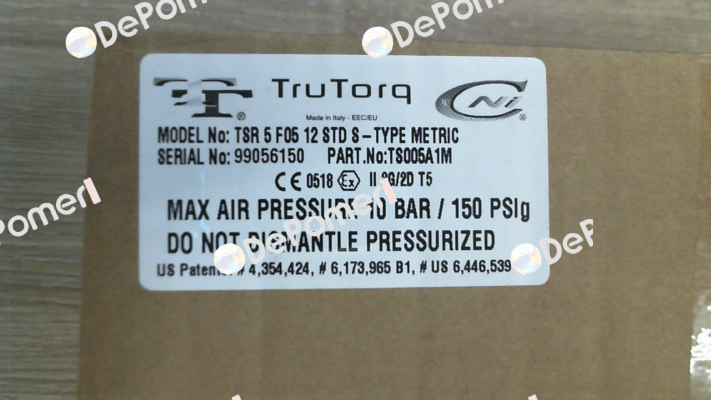 DePomer
DePomer
TruTorq
CNi
Made In Italy - EEC/EU
MODEL No: TSR 5 F05 12 STD S-TYPE METRIC
SERIAL No: 99056150 PART.No:TS005A1M
CE 0518 Ex II 2G/2D T5
MAX AIR PRESSURE 10 BAR / 150 PSIg
DePomer
DO NOT DISMANTLE PRESSURIZED
DePomer
DePomer
US Patent # 4,354,424, # 6,173,965 B1, # US 6,446,539